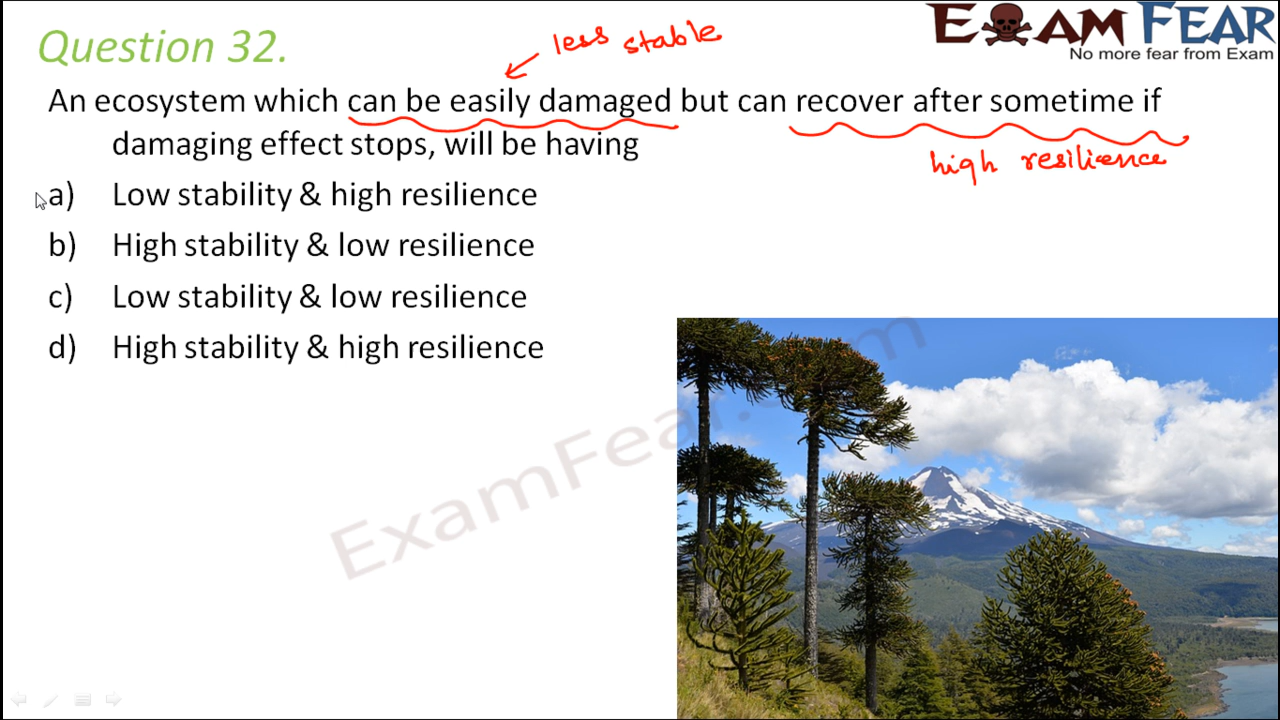 Question 32.
less stable
EXAM FEAR
No more fear from Exam
An ecosystem which can be easily damaged but can recover after sometime if
damaging effect stops, will be having
high resilience
a) Low stability & high resilience
b) High stability & low resilience
c) Low stability & low resilience
d) High stability & high resilience
ExamFear.com